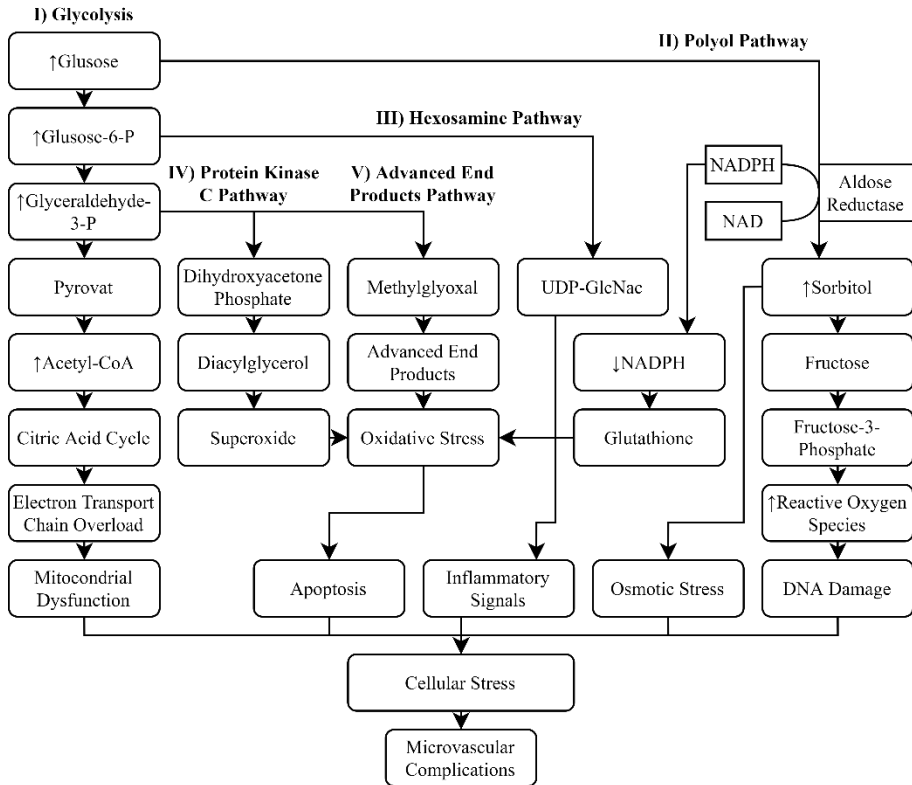 I) Glycolysis
II) Polyol Pathway
↑Glusose
III) Hexosamine Pathway
↑Glusose-6-P
IV) Protein Kinase
C Pathway
V) Advanced End
Products Pathway
NADPH
Aldose
Reductase
NAD
↑Glyceraldehyde-
3-P
Pyrovat
Dihydroxyacetone
Phosphate
Methylglyoxal
UDP-GlcNac
↑Sorbitol
↑Acetyl-CoA
Diacylglycerol
Advanced End
Products
↓NADPH
Fructose
Citric Acid Cycle
Superoxide
Oxidative Stress
Glutathione
Fructose-3-
Phosphate
Electron Transport
Chain Overload
↑Reactive Oxygen
Species
Mitocondrial
Dysfunction
Apoptosis
Inflammatory
Signals
Osmotic Stress
DNA Damage
Cellular Stress
Microvascular
Complications